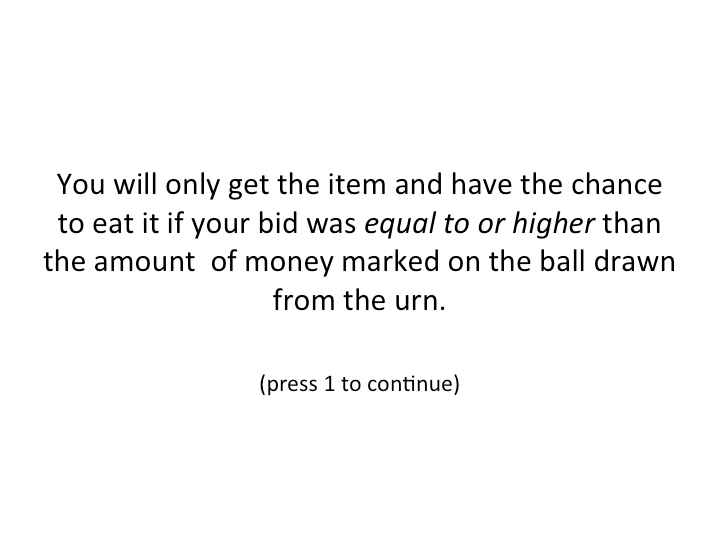 You will only get the item and have the chance
to eat it if your bid was equal to or higher than
the amount  of money marked on the ball drawn
from the urn.
(press 1 to continue)